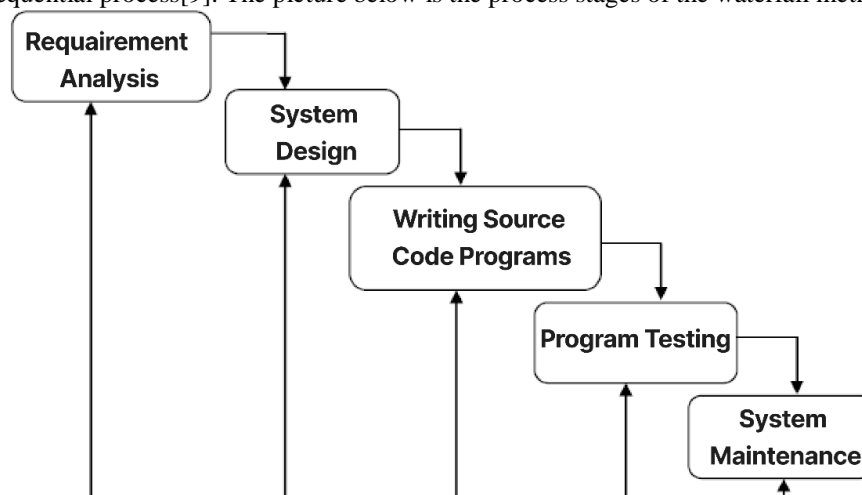 equential process[9]. The picture below is the process stages of the waterfall meth
Requairement
Analysis
System
Design
Writing Source
Code Programs
Program Testing
System
Maintenance